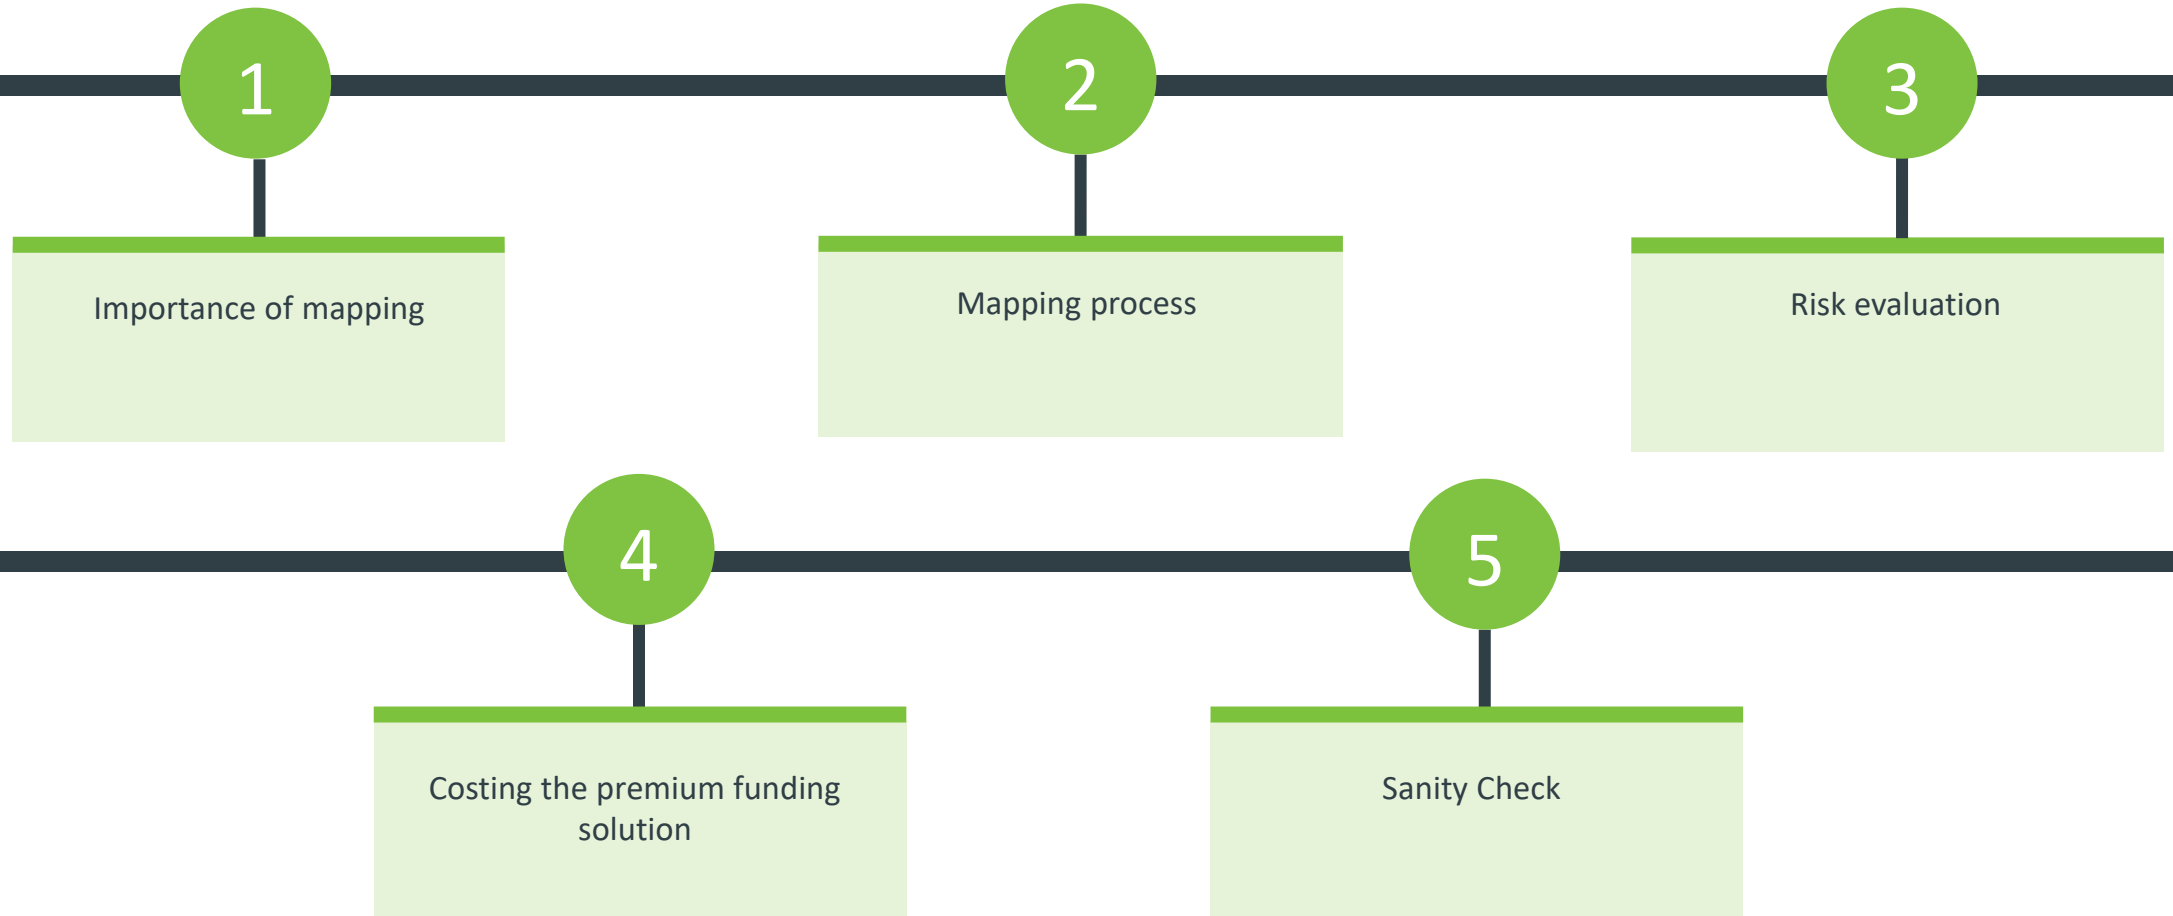 1
2
3
Importance of mapping
Mapping process
Risk evaluation
4
5
Costing the premium funding
solution
Sanity Check